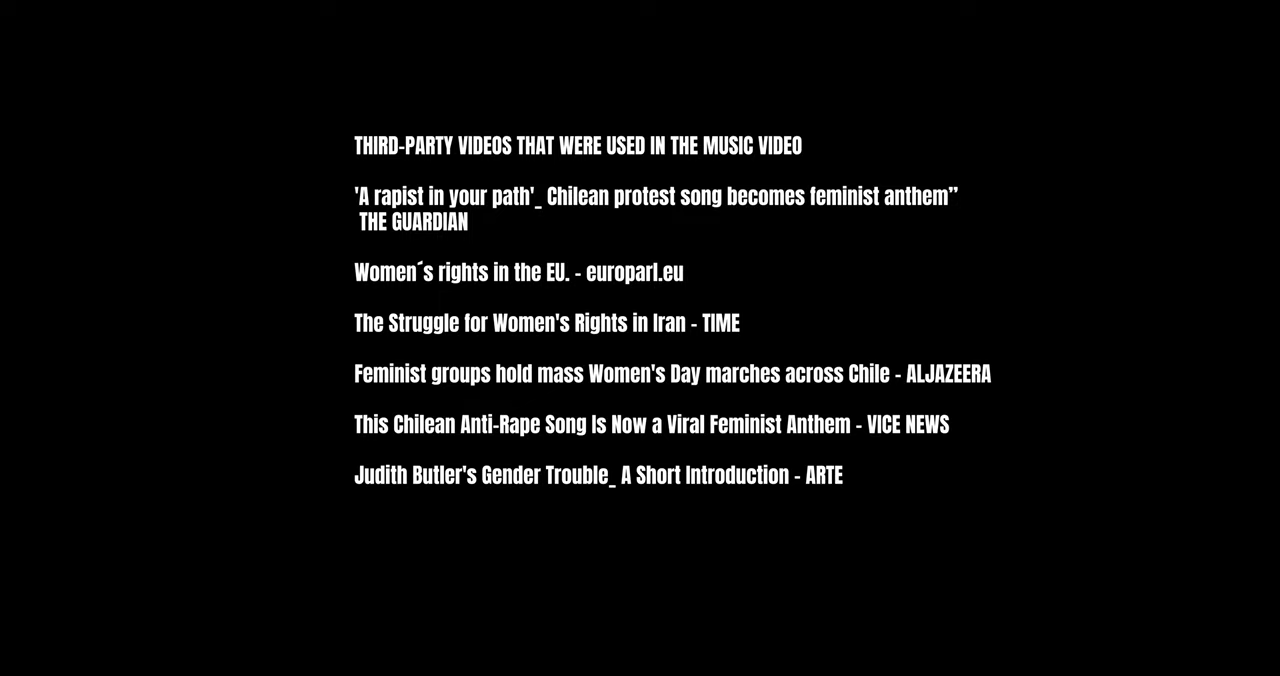 THIRD-PARTY VIDEOS THAT WERE USED IN THE MUSIC VIDEO
'A rapist in your path'_ Chilean protest song becomes feminist anthem”
THE GUARDIAN
Women´s rights in the EU. - europarl.eu
The Struggle for Women's Rights in Iran - TIME
Feminist groups hold mass Women's Day marches across Chile - ALJAZEERA
This Chilean Anti-Rape Song Is Now a Viral Feminist Anthem - VICE NEWS
Judith Butler's Gender Trouble_ A Short Introduction - ARTE